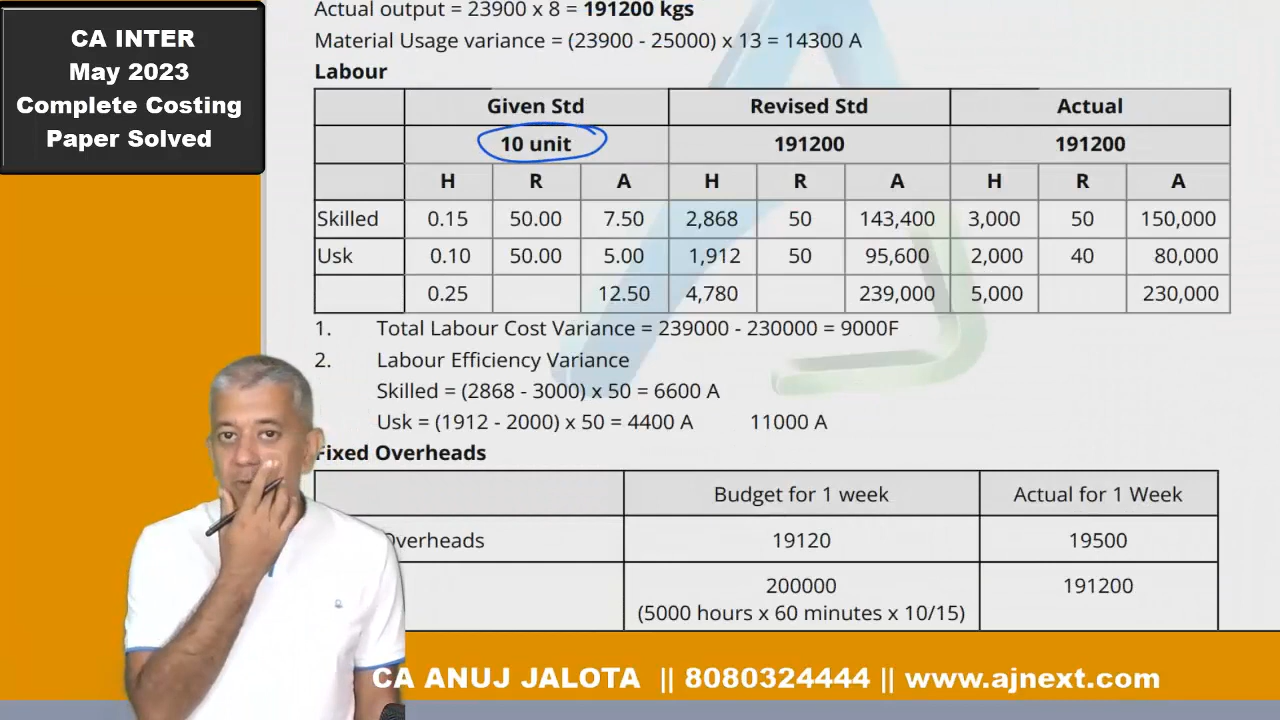 CA INTER
May 2023
Complete Costing
Paper Solved
Actual output = 23900 x 8 = 191200 kgs
Material Usage variance = (23900 - 25000) x 13 = 14300 A
Labour
Given Std Revised Std Actual
10 unit 191200 191200
H R A H R A H R A
Skilled 0.15 50.00 7.50 2,868 50 143,400 3,000 50 150,000
Usk 0.10 50.00 5.00 1,912 50 95,600 2,000 40 80,000
0.25 12.50 4,780 239,000 5,000 230,000
1. Total Labour Cost Variance = 239000 - 230000 = 9000F
2. Labour Efficiency Variance
Skilled = (2868 - 3000) x 50 = 6600 A
Usk = (1912 - 2000) x 50 = 4400 A 11000 A
Fixed Overheads
Budget for 1 week Actual for 1 Week
Overheads 19120 19500
200000 191200
(5000 hours x 60 minutes x 10/15)
CA ANUJ JALOTA || 8080324444 || www.ajnext.com